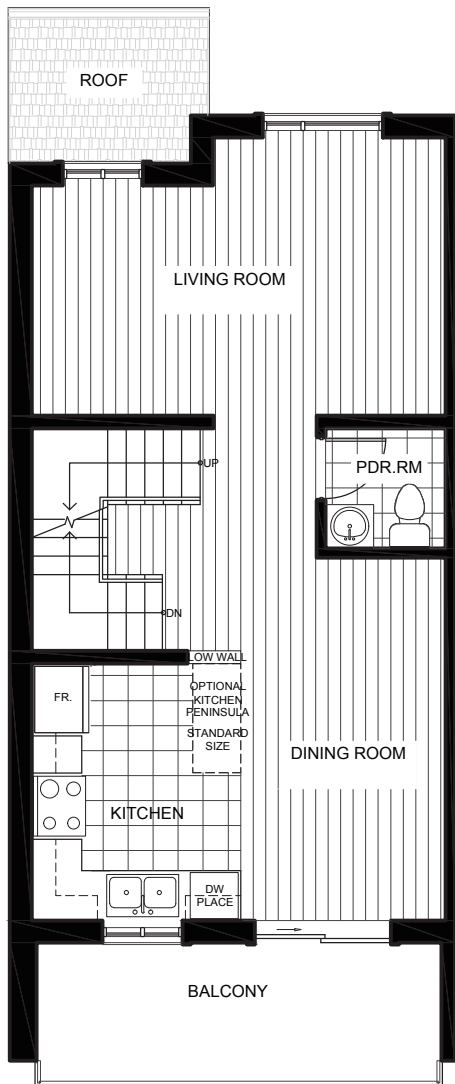 ROOF
LIVING ROOM
UP
PDR.RM
DN
LOW WALL
FR.
OPTIONAL
KITCHEN
PENINSULA
STANDARD
SIZE
DINING ROOM
KITCHEN
DW
PLACE
BALCONY